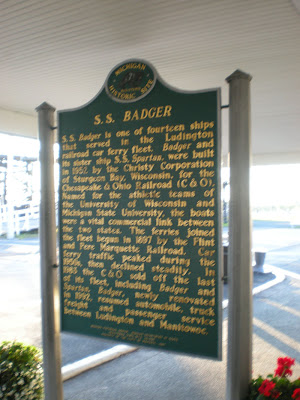 MICHIGAN
HISTORIC SITE
S.S. BADGER
S.S. Badger is one of fourteen ships
that served in the Ludington
railroad car ferry fleet. Badger and
its sister ship S.S. Spartan, were built
in 1952 by the Christy Corporation
of Sturgeon Bay, Wisconsin, for the
Chesapeake & Ohio Railroad (C&O).
Named for the athletic teams of
the University of Wisconsin and
Michigan State University, the boats
were a vital commercial link between
the two states. The ferries joined
the fleet begun in 1897 by the Flint
and Pere Marquette Railroad. Car
ferry traffic peaked during the
1950s, then declined steadily. In
1983 the C&O sold off the last
of its fleet, including Badger and
Spartan. Badger, newly renovated
in 1992, resumed automobile, truck
freight and passenger service
between Ludington and Manitowoc.